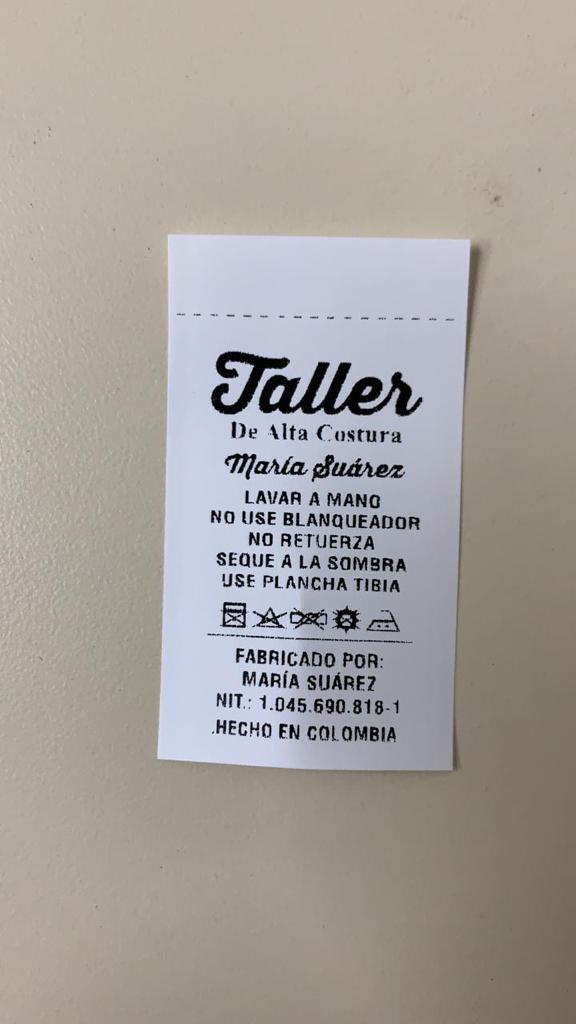 Taller
De Alta Costura
María Suárez
LAVAR A MANO
NO USE BLANQUEADOR
NO RETUERZA
SEQUE A LA SOMBRA
USE PLANCHA TIBIA
FABRICADO POR:
MARÍA SUÁREZ
NIT.: 1.045.690.818-1
.HECHO EN COLOMBIA